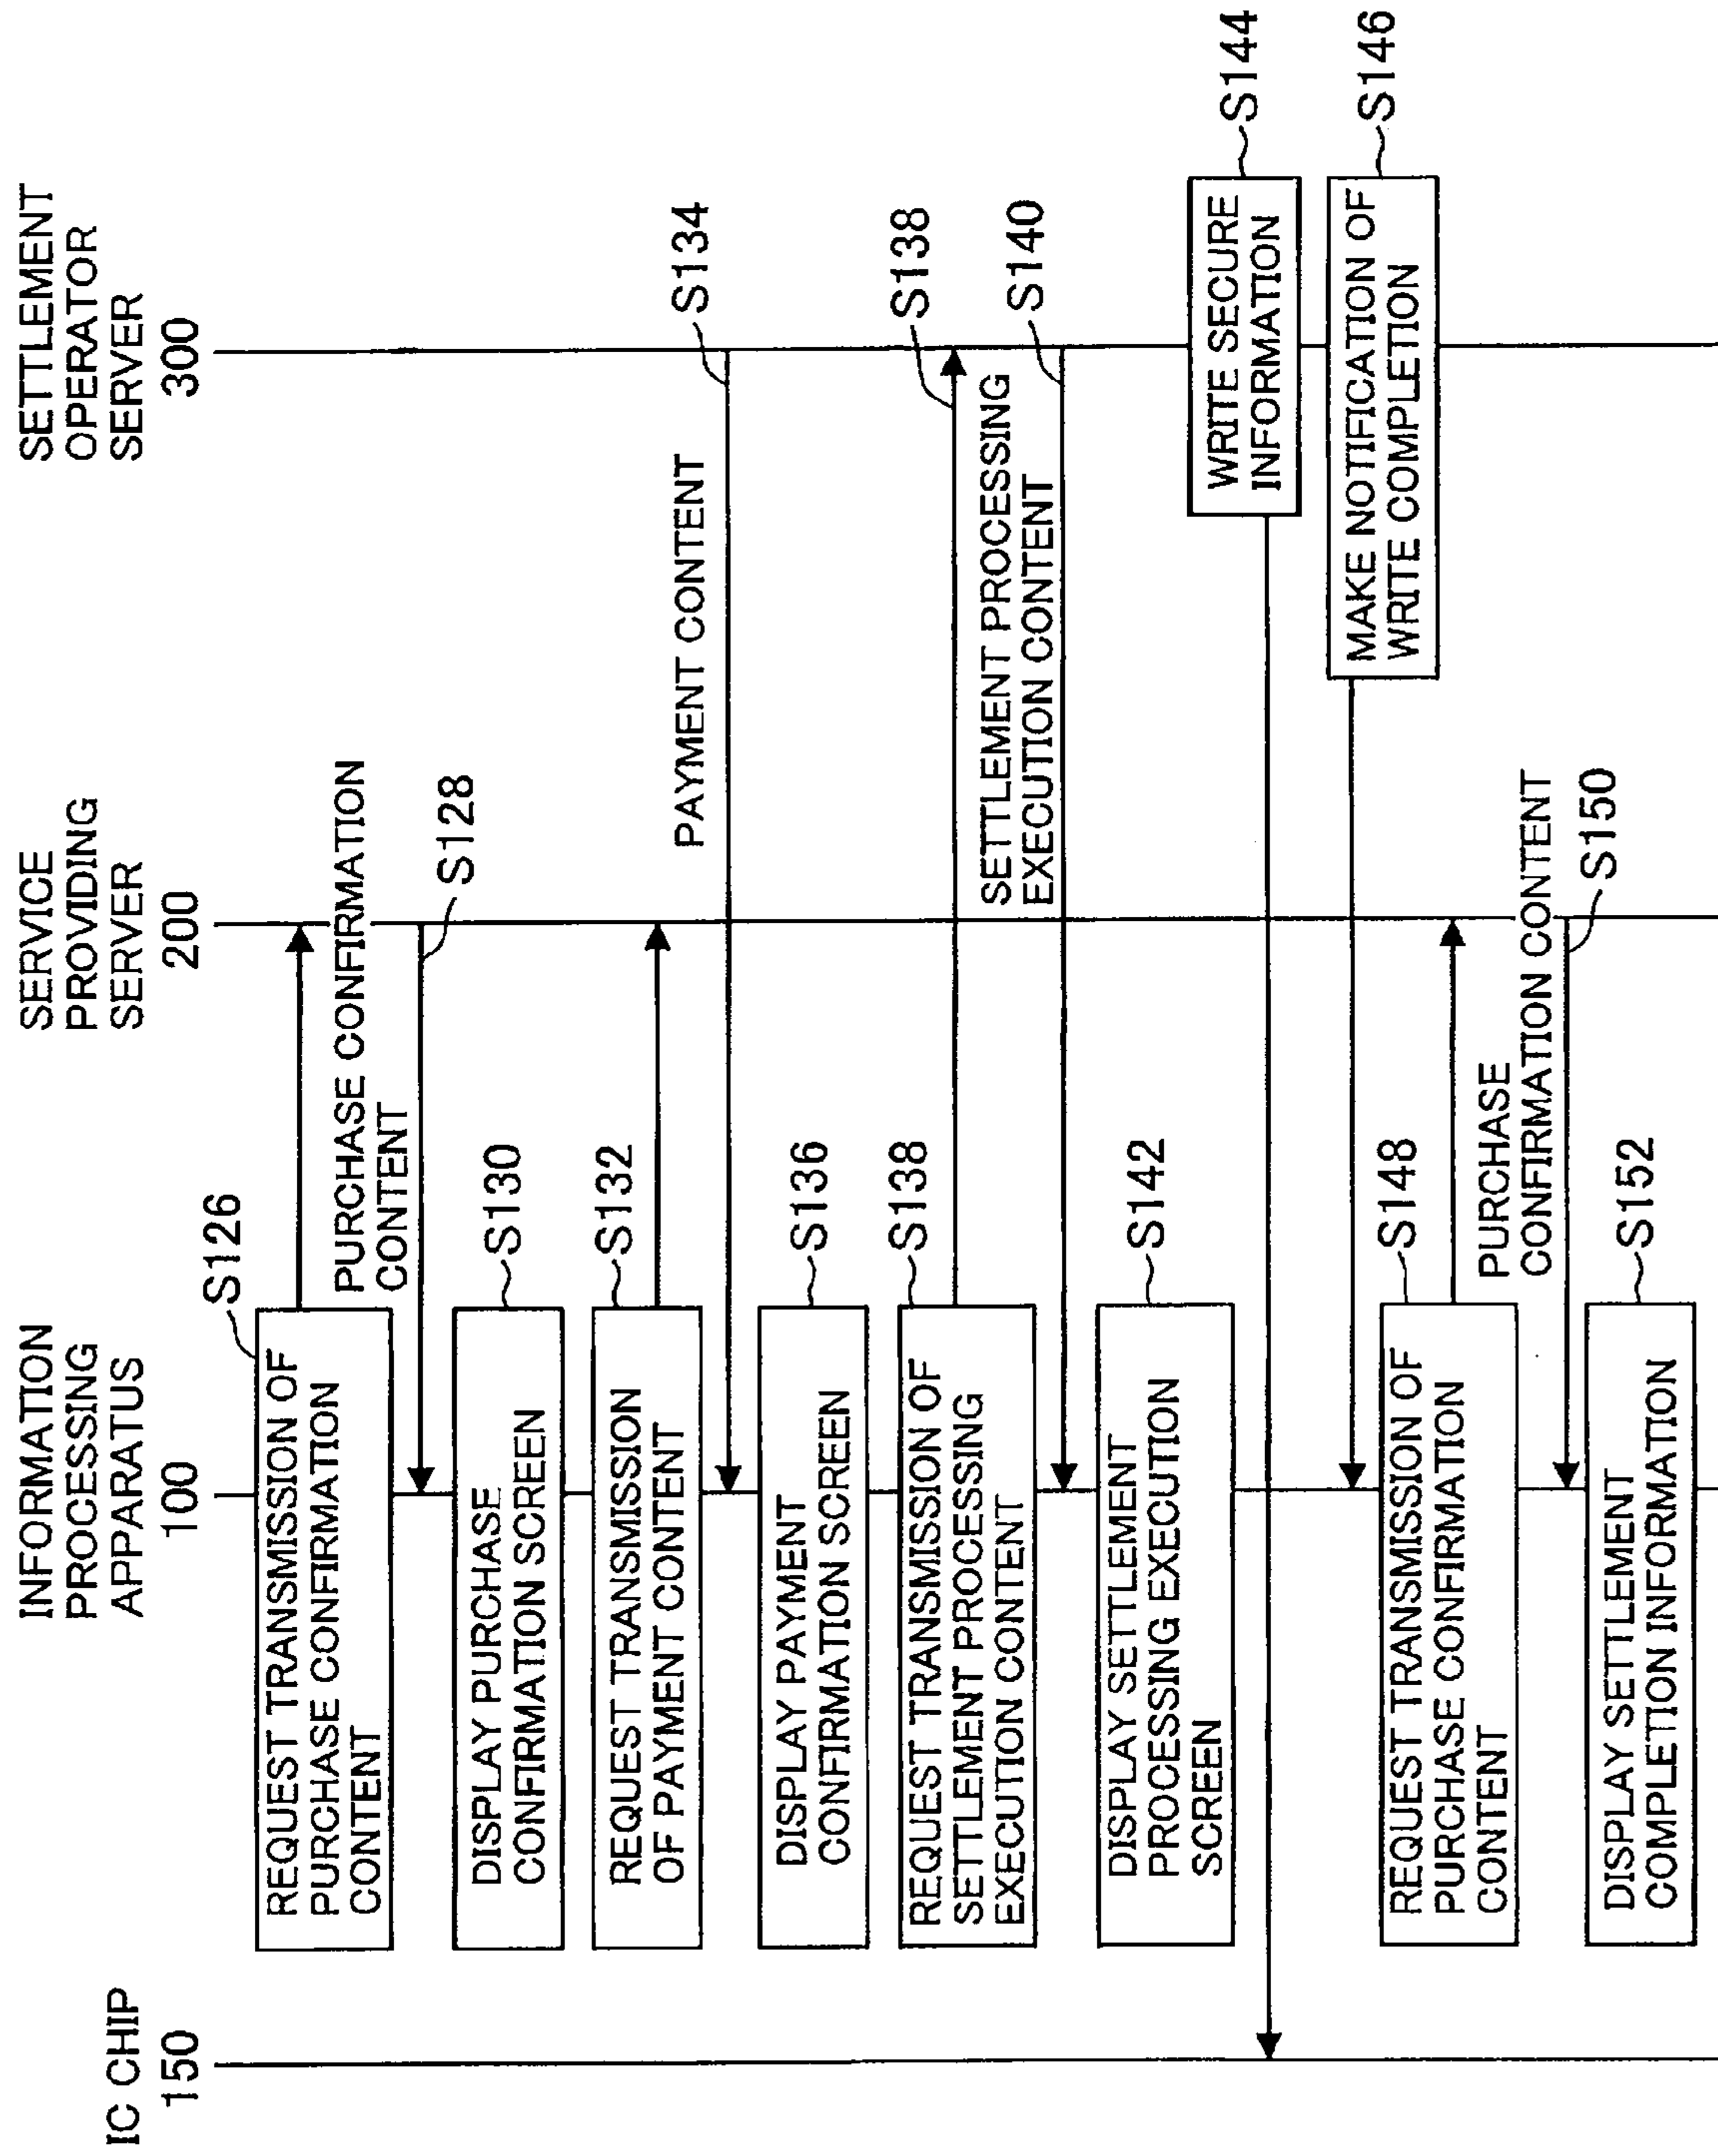 IC CHIP
150
INFORMATION
PROCESSING
APPARATUS
100
SERVICE
PROVIDING
SERVER
200
SETTLEMENT
OPERATOR
SERVER
300
S126
REQUEST TRANSMISSION OF
PURCHASE CONFIRMATION
CONTENT
PURCHASE CONFIRMATION
CONTENT
S128
DISPLAY PURCHASE
CONFIRMATION SCREEN
S130
REQUEST TRANSMISSION
OF PAYMENT CONTENT
S132
PAYMENT CONTENT
S134
DISPLAY PAYMENT
CONFIRMATION SCREEN
S136
REQUEST TRANSMISSION OF
SETTLEMENT PROCESSING
EXECUTION CONTENT
S138
S138
SETTLEMENT PROCESSING
EXECUTION CONTENT
S140
DISPLAY SETTLEMENT
PROCESSING EXECUTION
SCREEN
S142
WRITE SECURE
INFORMATION
S144
MAKE NOTIFICATION OF
WRITE COMPLETION
S146
REQUEST TRANSMISSION OF
PURCHASE CONFIRMATION
CONTENT
S148
PURCHASE
CONFIRMATION CONTENT
S150
DISPLAY SETTLEMENT
COMPLETION INFORMATION
S152